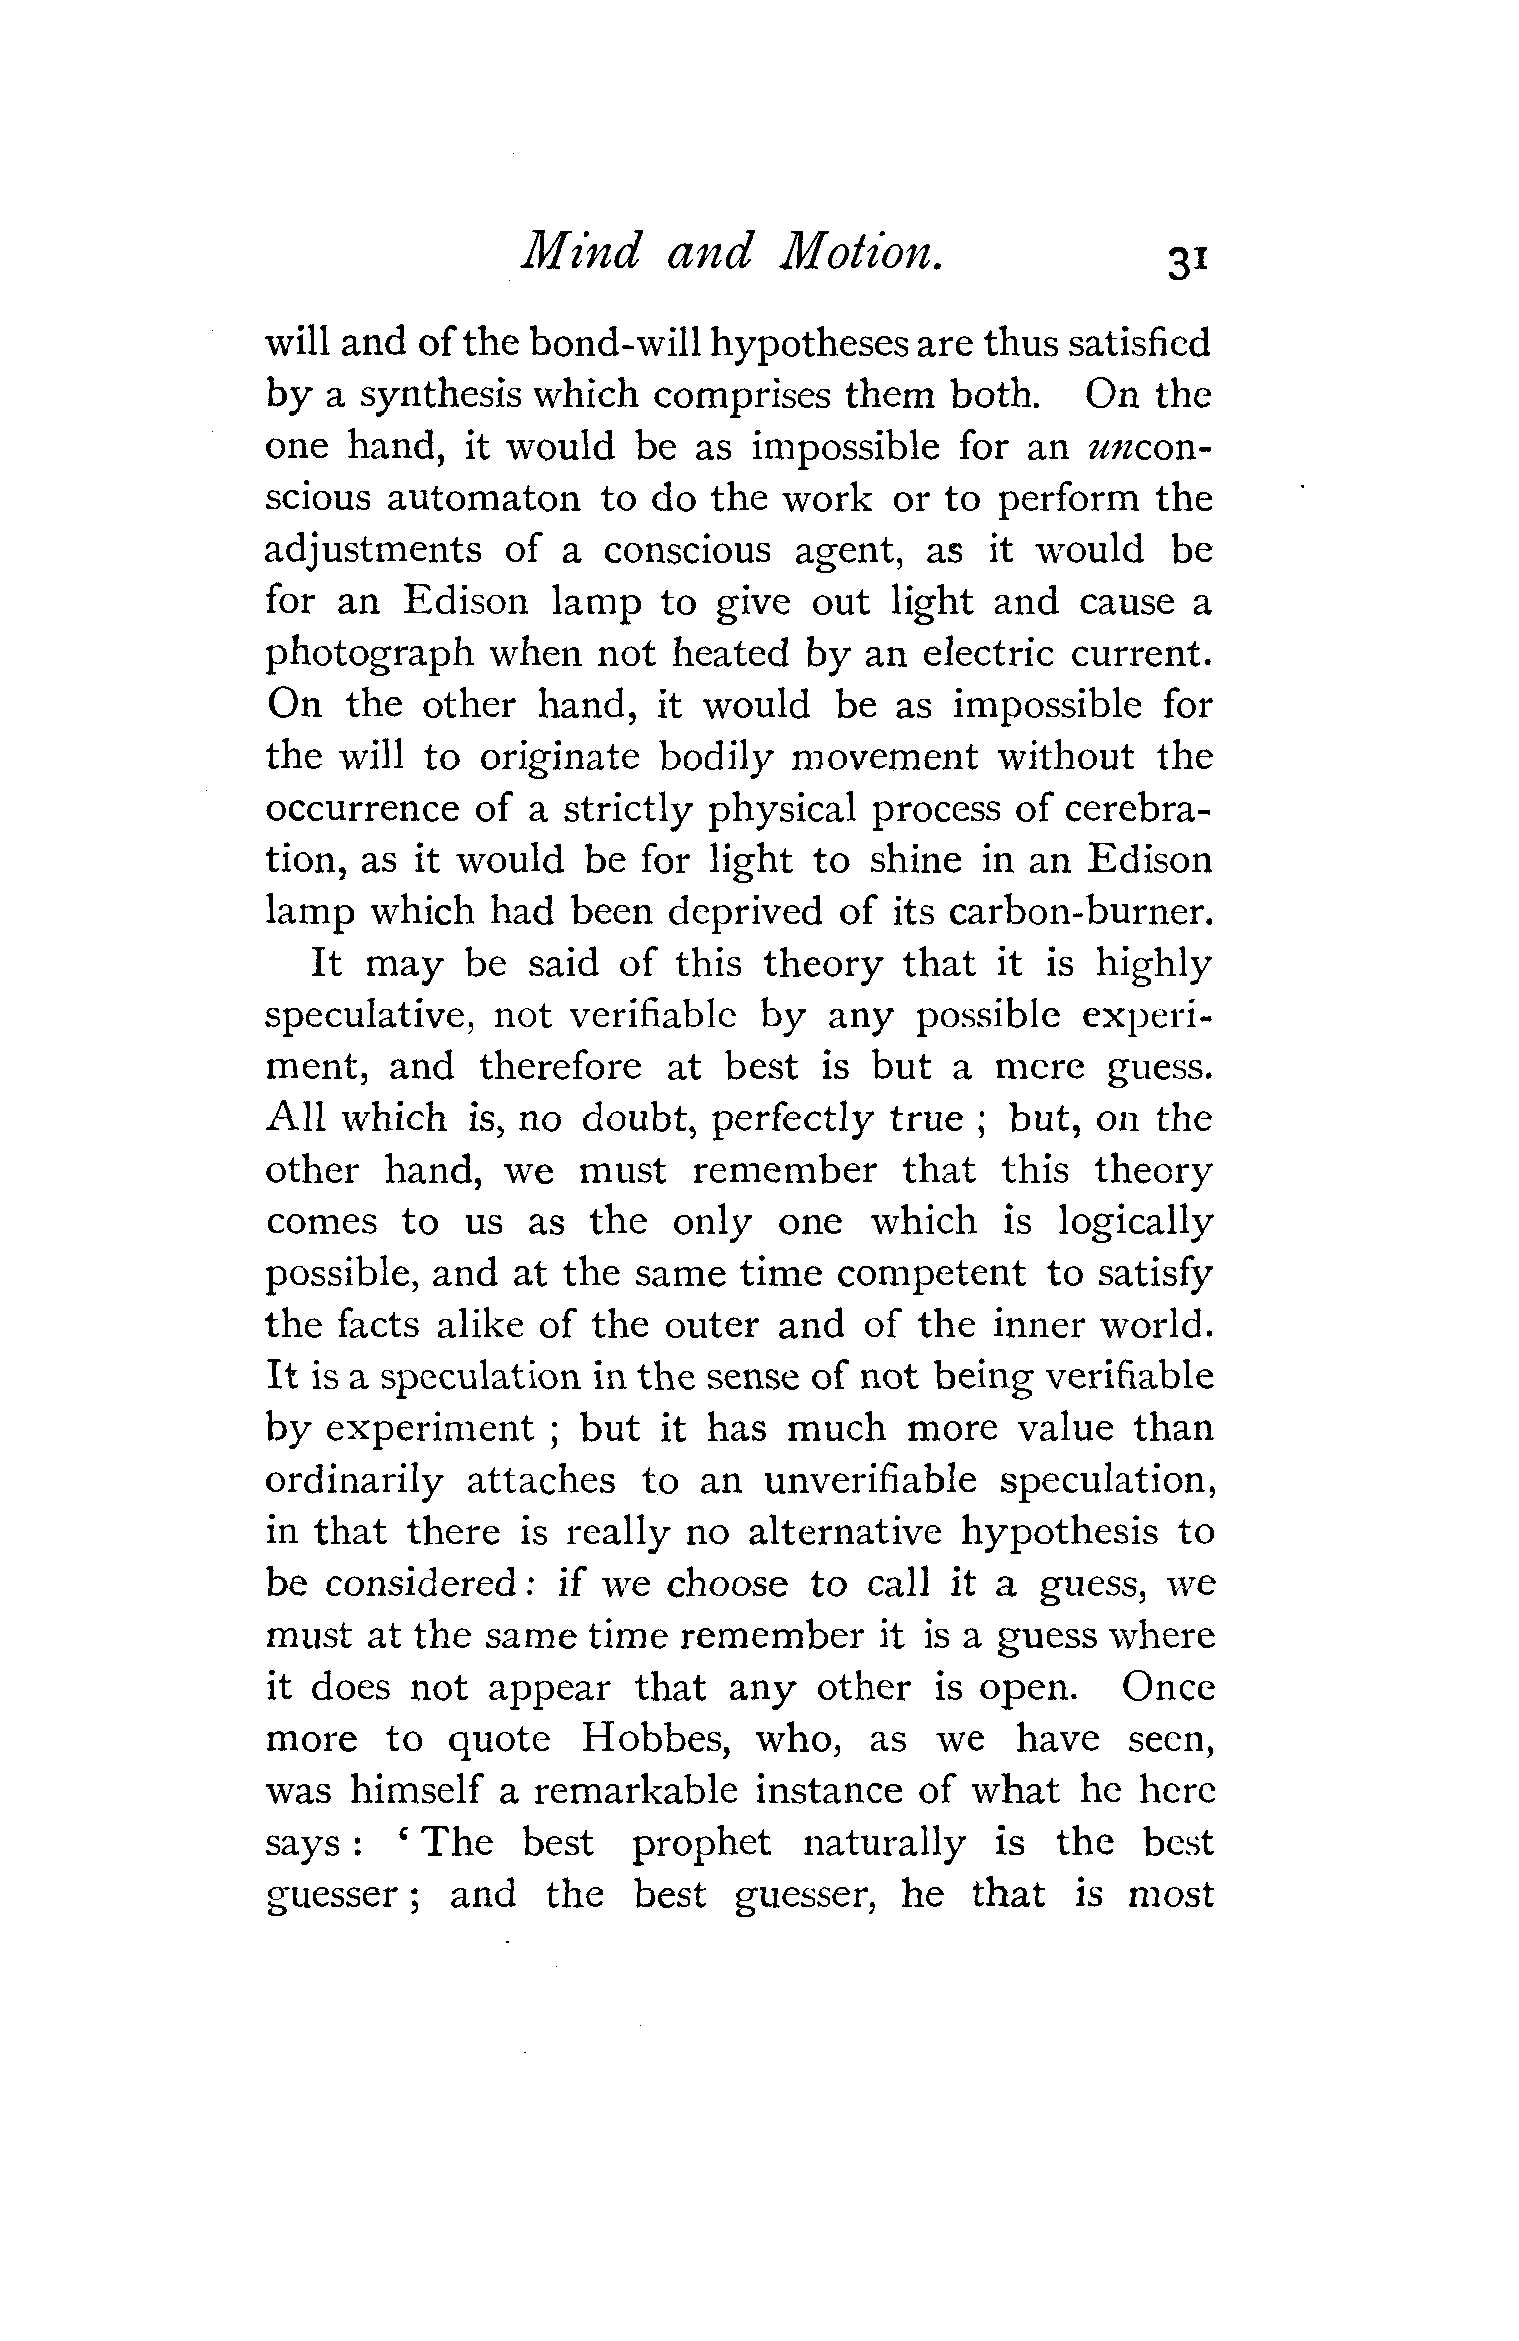 Mind and Motion. 31
will and of the bond-will hypotheses are thus satisfied
by a synthesis which comprises them both. On the
one hand, it would be as impossible for an uncon-
scious automaton to do the work or to perform the
adjustments of a conscious agent, as it would be
for an Edison lamp to give out light and cause a
photograph when not heated by an electric current.
On the other hand, it would be as impossible for
the will to originate bodily movement without the
occurrence of a strictly physical process of cerebra-
tion, as it would be for light to shine in an Edison
lamp which had been deprived of its carbon-burner.
It may be said of this theory that it is highly
speculative, not verifiable by any possible experi-
ment, and therefore at best is but a mere guess.
All which is, no doubt, perfectly true ; but, on the
other hand, we must remember that this theory
comes to us as the only one which is logically
possible, and at the same time competent to satisfy
the facts alike of the outer and of the inner world.
It is a speculation in the sense of not being verifiable
by experiment ; but it has much more value than
ordinarily attaches to an unverifiable speculation,
in that there is really no alternative hypothesis to
be considered : if we choose to call it a guess, we
must at the same time remember it is a guess where
it does not appear that any other is open. Once
more to quote Hobbes, who, as we have seen,
was himself a remarkable instance of what he here
says : ‘ The best prophet naturally is the best
guesser ; and the best guesser, he that is most